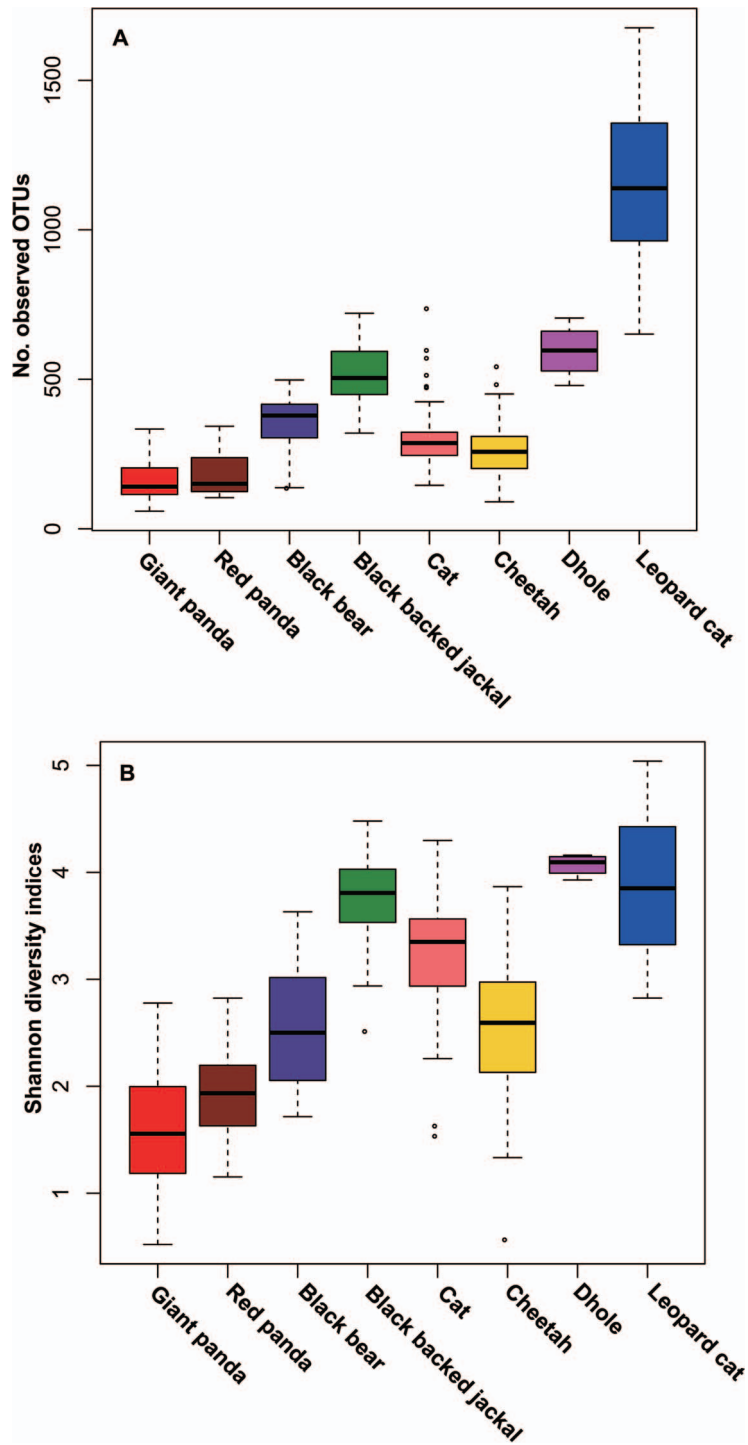 A
No. observed OTUs
1500
1000
500
0
Giant panda
Red panda
Black bear
Black backed jackal
Cat
Cheetah
Dhole
Leopard cat
B
Shannon diversity indices
5
4
3
2
1
Giant panda
Red panda
Black bear
Black backed jackal
Cat
Cheetah
Dhole
Leopard cat